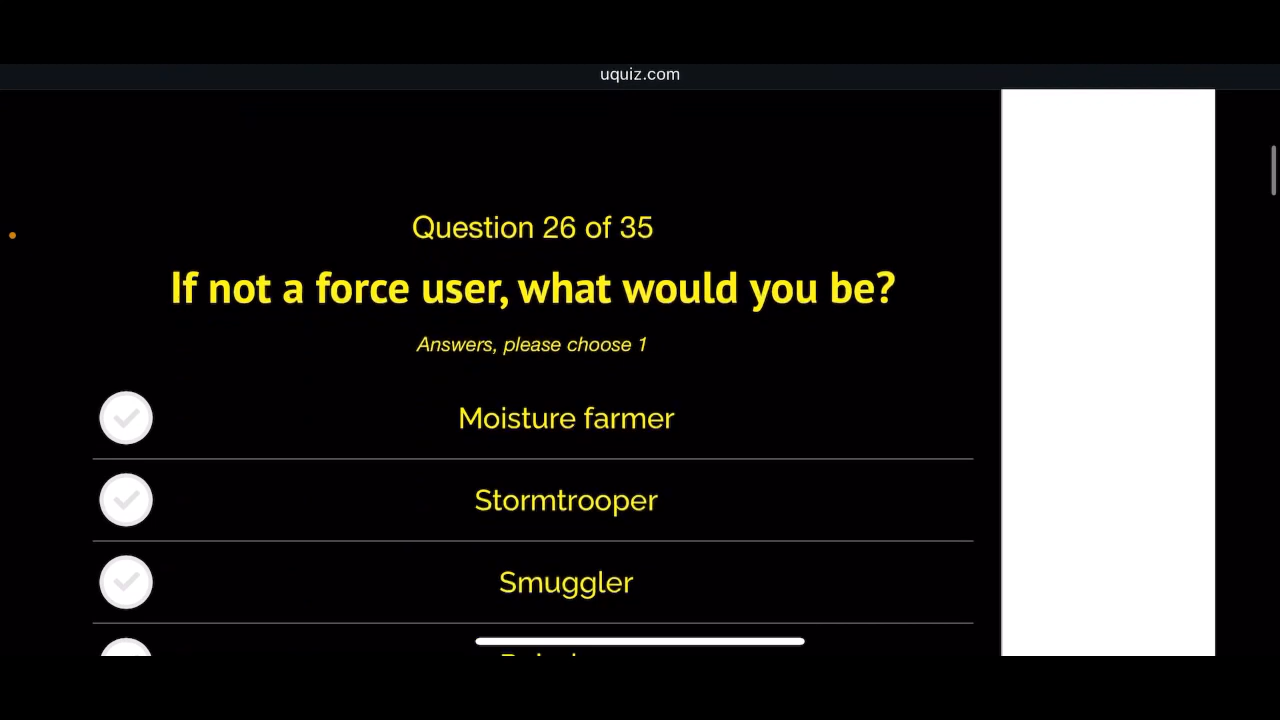 uquiz.com
Question 26 of 35
If not a force user, what would you be?
Answers, please choose 1
Moisture farmer
Stormtrooper
Smuggler